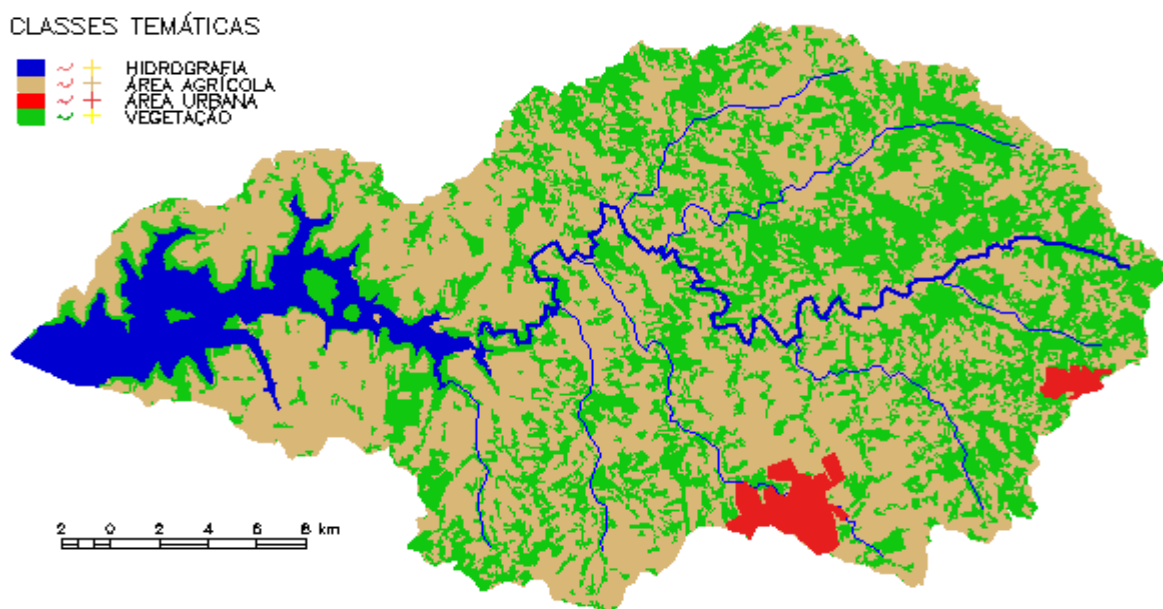 CLASSES TEMÁTICAS
HIDROGRAFIA
ÁREA AGRÍCOLA
ÁREA URBANA
VEGETAÇÃO
2 0 2 4 6 8 km